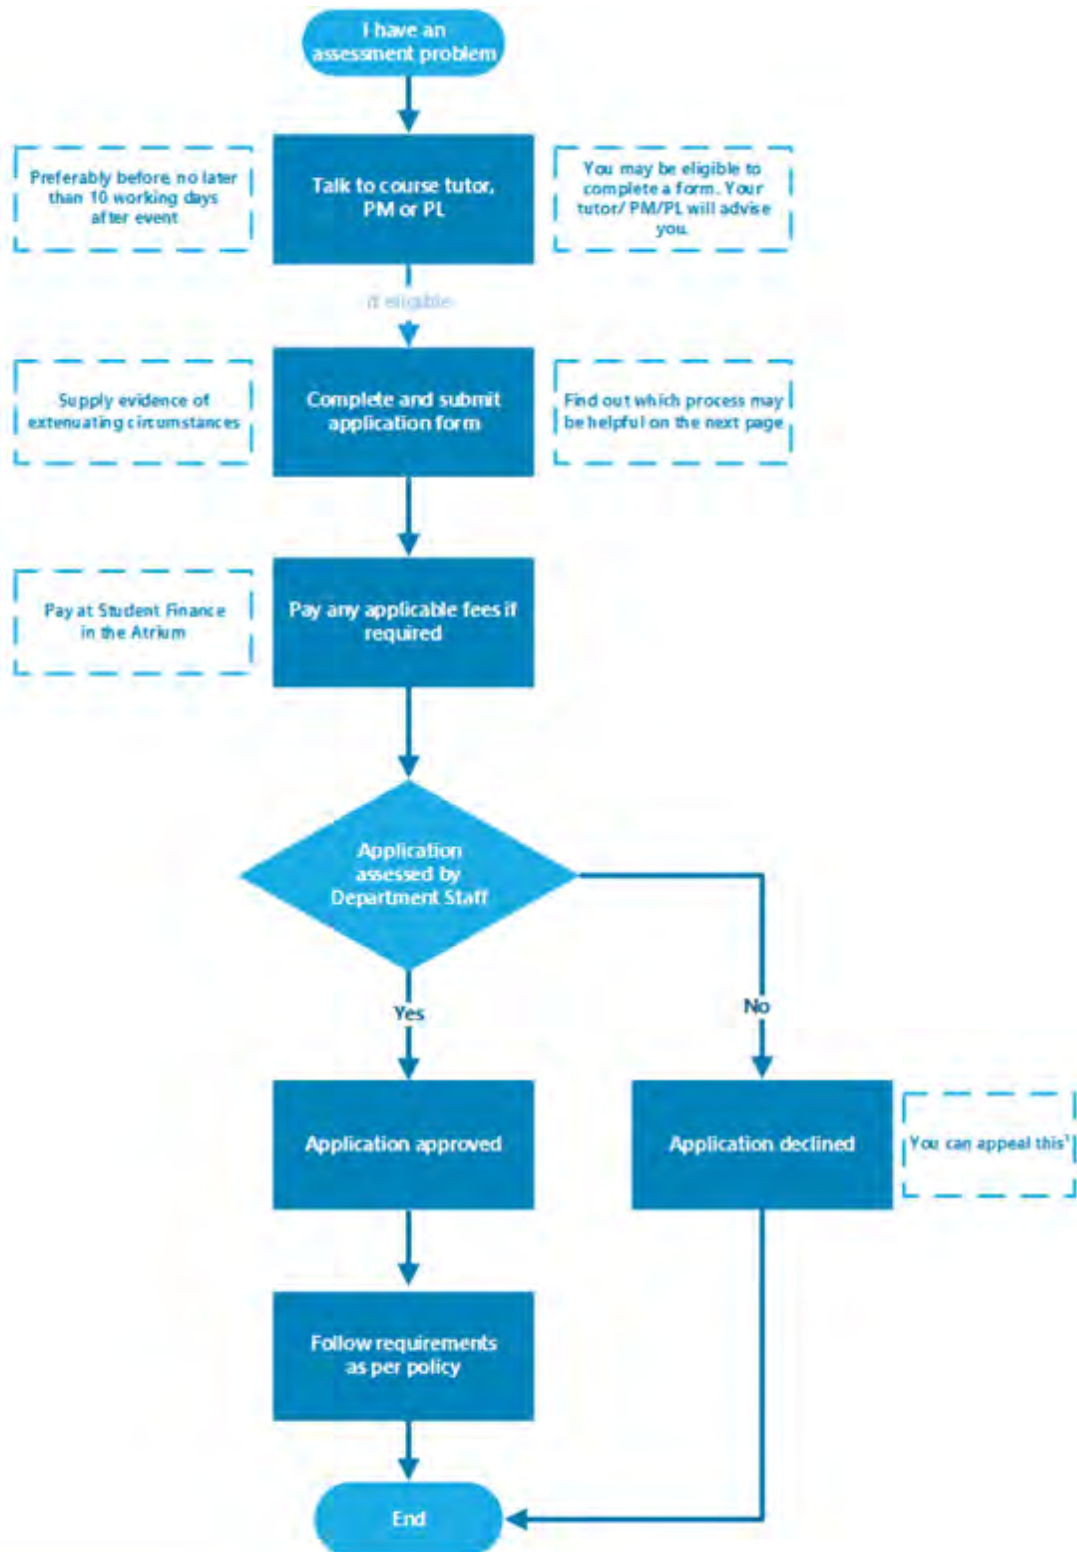 I have an
assessment problem
Preferably before, no later
than 10 working days
after event
Talk to course tutor,
PM or PL
You may be eligible to
complete a form. Your
tutor/ PM/PL will advise
you.
if eligible
Supply evidence of
extenuating circumstances
Complete and submit
application form
Find out which process may
be helpful on the next page
Pay at Student Finance
in the Atrium
Pay any applicable fees if
required
Application
assessed by
Department Staff
Yes
No
Application approved
Application declined
You can appeal this¹
Follow requirements
as per policy
End